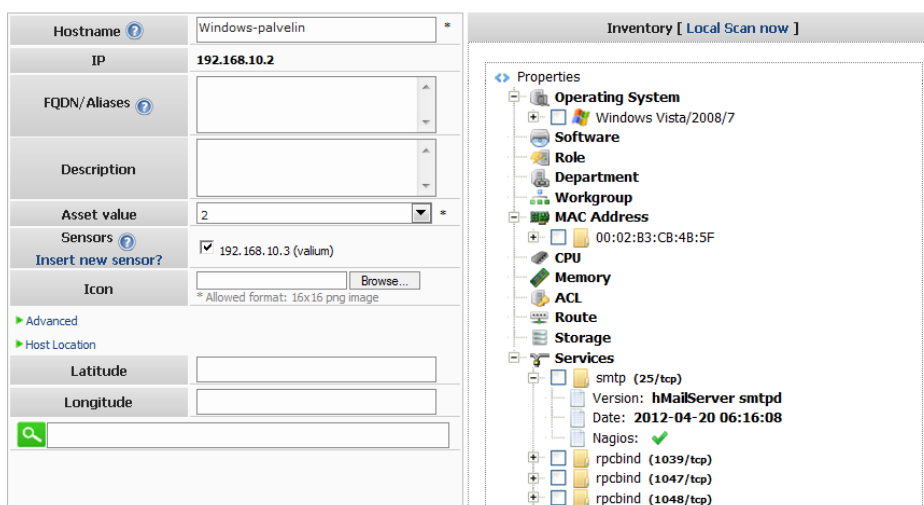 Hostname
Windows-palvelin *
IP
192.168.10.2
FQDN/Aliases
Description
Asset value
2 *
Sensors
Insert new sensor?
192.168.10.3 (valium)
Icon
Browse...
* Allowed format: 16x16 png image
Advanced
Host Location
Latitude
Longitude
Inventory [ Local Scan now ]
Properties
Operating System
Windows Vista/2008/7
Software
Role
Department
Workgroup
MAC Address
00:02:B3:CB:4B:5F
CPU
Memory
ACL
Route
Storage
Services
smtp (25/tcp)
Version: hMailServer smtpd
Date: 2012-04-20 06:16:08
Nagios:
rpcbind (1039/tcp)
rpcbind (1047/tcp)
rpcbind (1048/tcp)